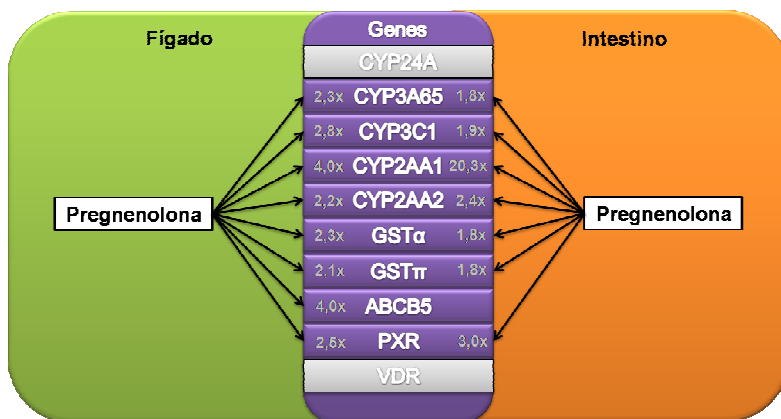 Genes
Fígado
Intestino
CYP24A
2,3x CYP3A65 1,8x
2,8x CYP3C1 1,9x
4,0x CYP2AA1 20,3x
Pregnenolona
2,2x CYP2AA2 2,4x
Pregnenolona
2,3x GSTα 1,8x
2,1x GSTπ 1,8x
4,0x ABCB5
2,5x PXR 3,0x
VDR